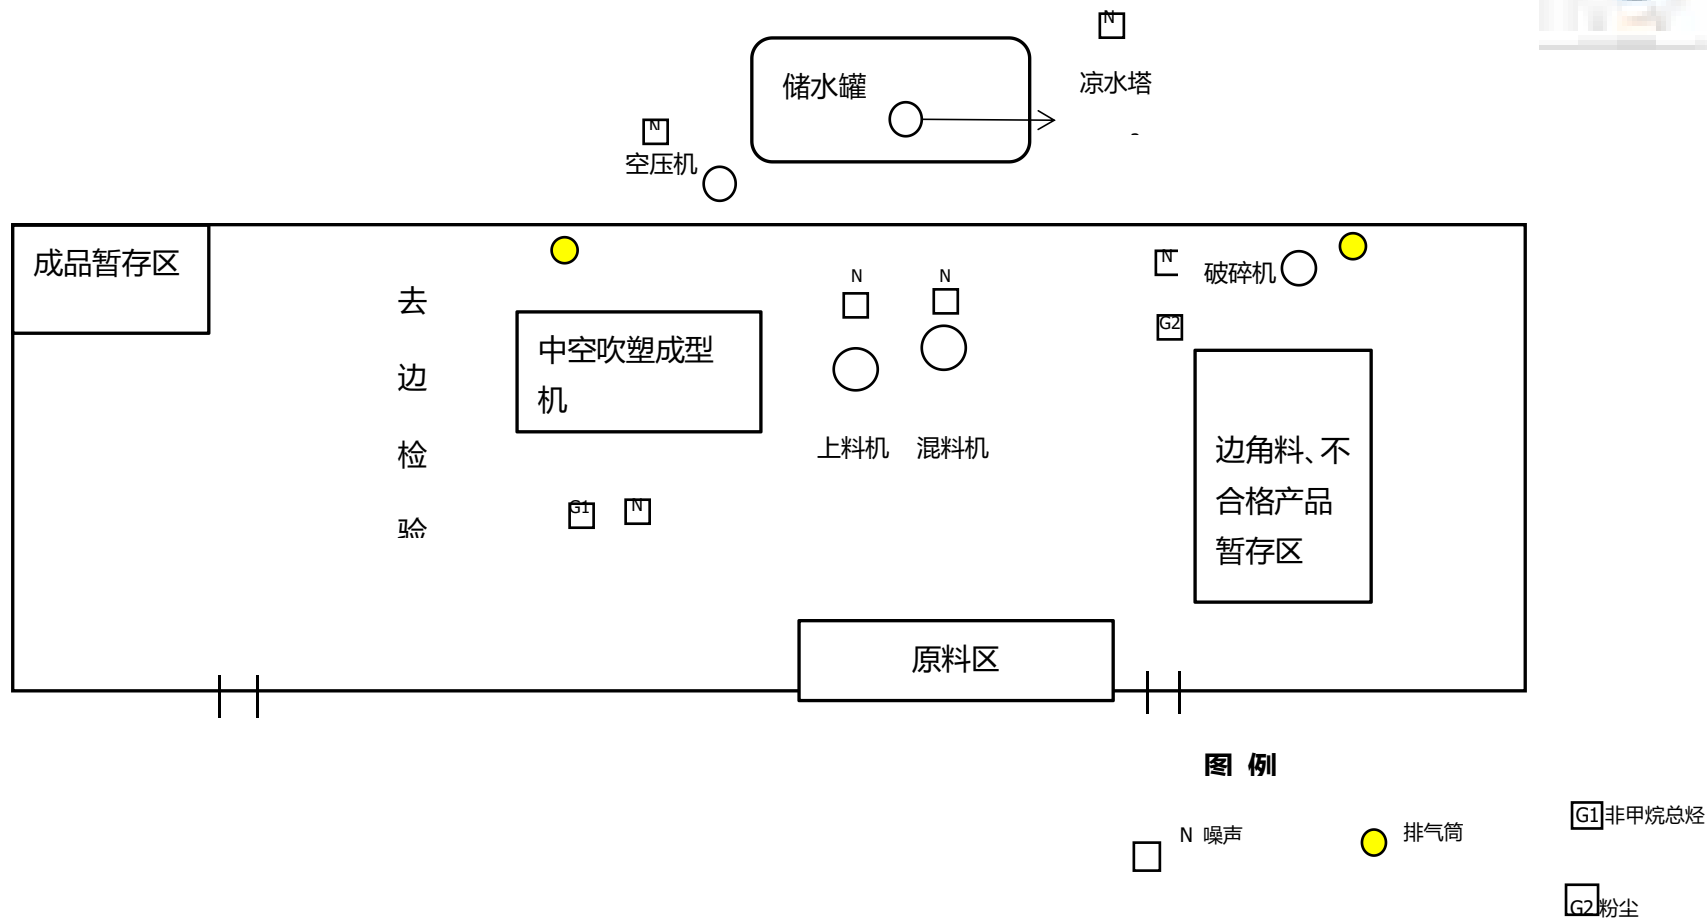 N
储水罐
凉水塔
N
空压机
成品暂存区
去
边
检
验
中空吹塑成型
机
G1
N
N
N
上料机
混料机
N
破碎机
G2
边角料、不
合格产品
暂存区
原料区
图 例
N 噪声
排气筒
G1 非甲烷总烃
G2 粉尘